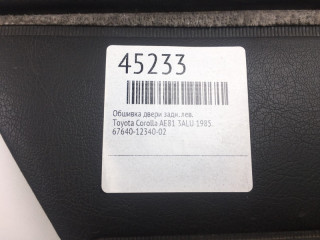 45233
Обшивка двери задн. лев.
Toyota Corolla AE81 3ALU 1985.
67640-12340-02